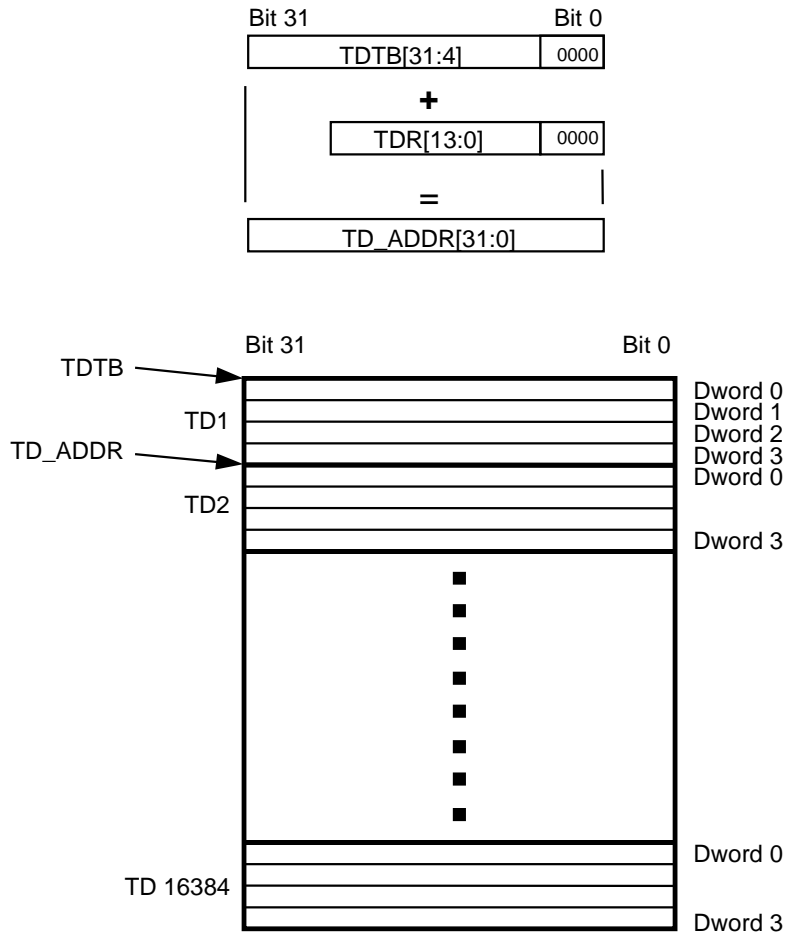 Bit 31 Bit 0
TDTB[31:4] 0000
+
TDR[13:0] 0000
=
TD_ADDR[31:0]
Bit 31 Bit 0
TDTB
Dword 0
TD1 Dword 1
Dword 2
TD_ADDR Dword 3
Dword 0
TD2
Dword 3
Dword 0
TD 16384
Dword 3